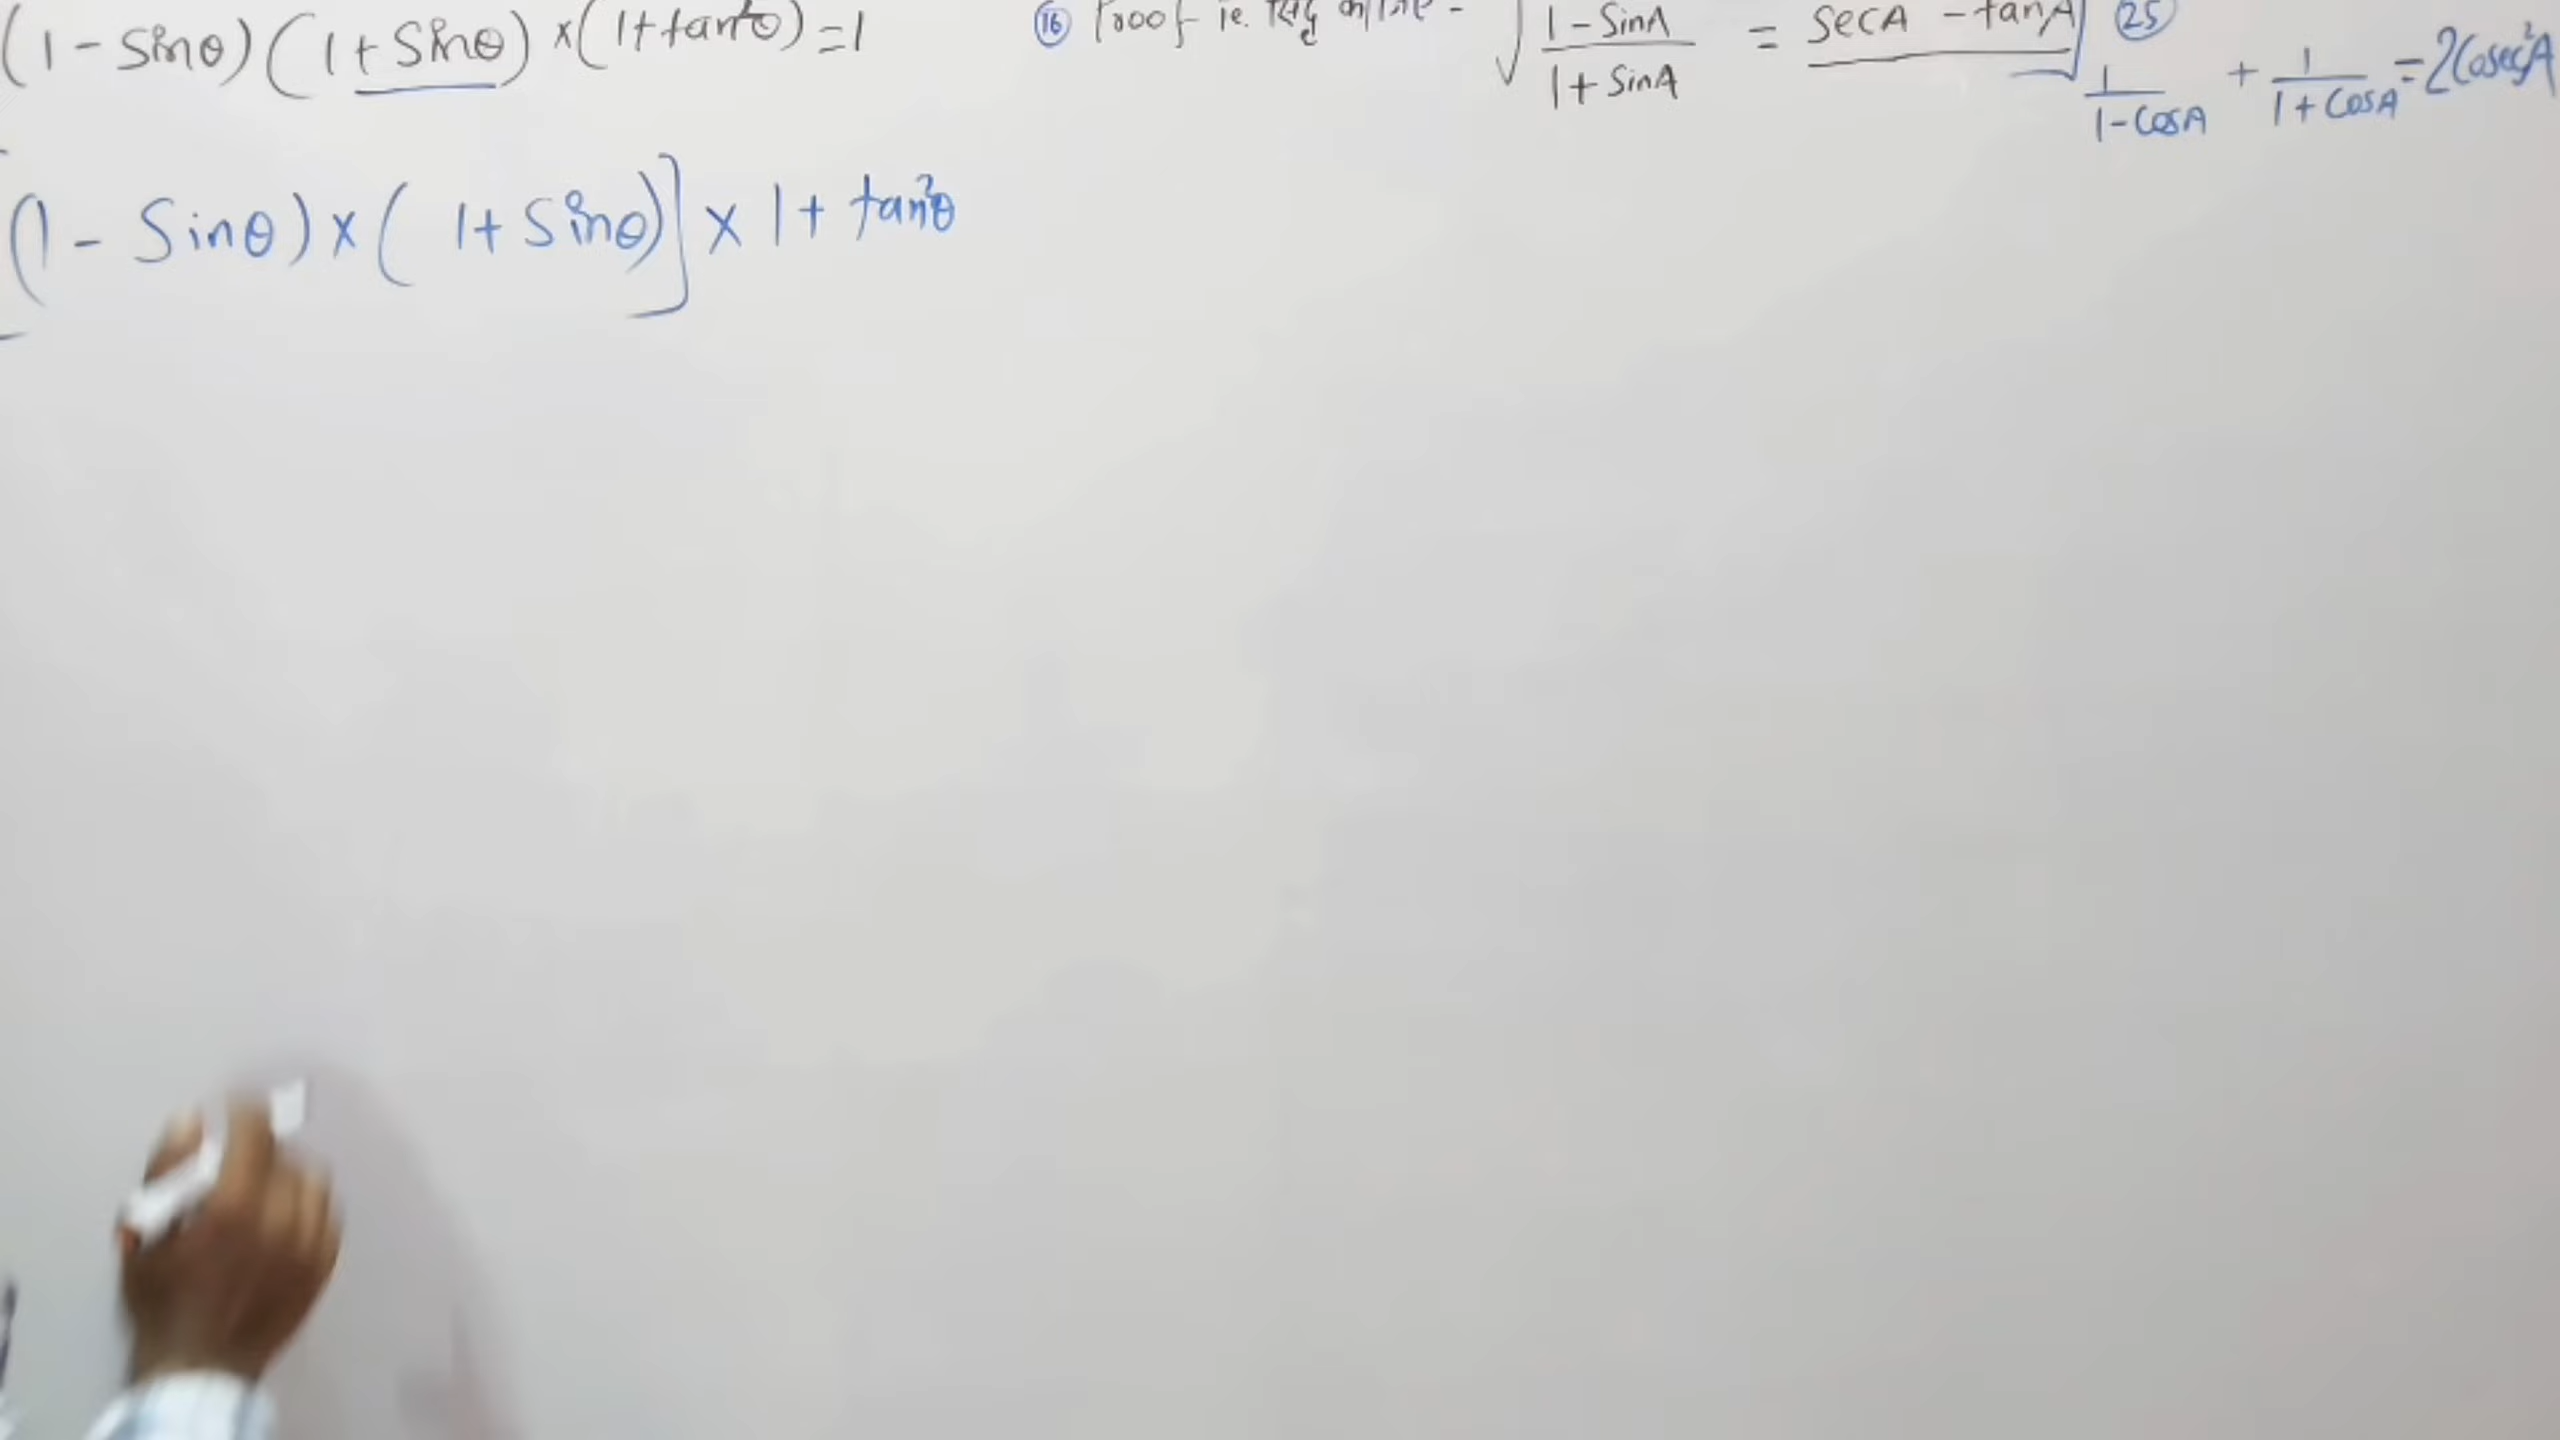 (1 - Sinθ)(1 + Sinθ) × (1 + tan²θ) = 1
[(1 - Sinθ) × (1 + Sinθ)] × 1 + tan²θ
(16) Proof ie. सिद्ध कीजिए - √(1 - SinA / 1 + SinA) = SecA - tanA
(25)
1 / 1 - CosA + 1 / 1 + CosA = 2Cosec²A